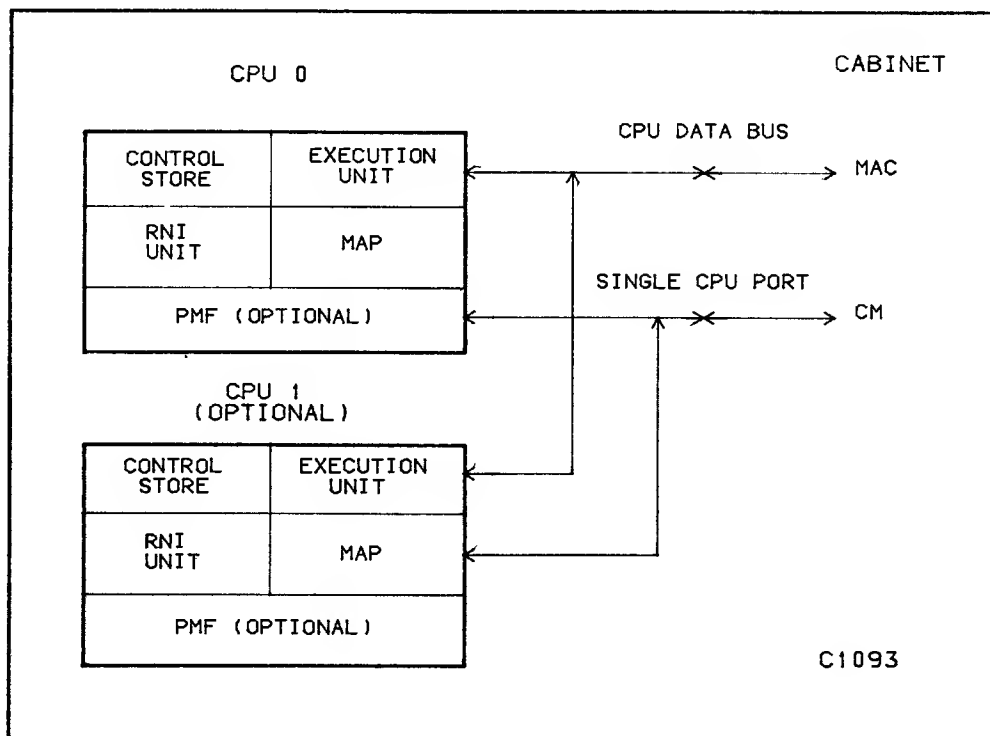 CABINET
CPU 0
CPU DATA BUS
CONTROL
STORE
EXECUTION
UNIT
MAC
RNI
UNIT
MAP
SINGLE CPU PORT
PMF (OPTIONAL)
CM
CPU 1
(OPTIONAL)
CONTROL
STORE
EXECUTION
UNIT
RNI
UNIT
MAP
PMF (OPTIONAL)
C1093